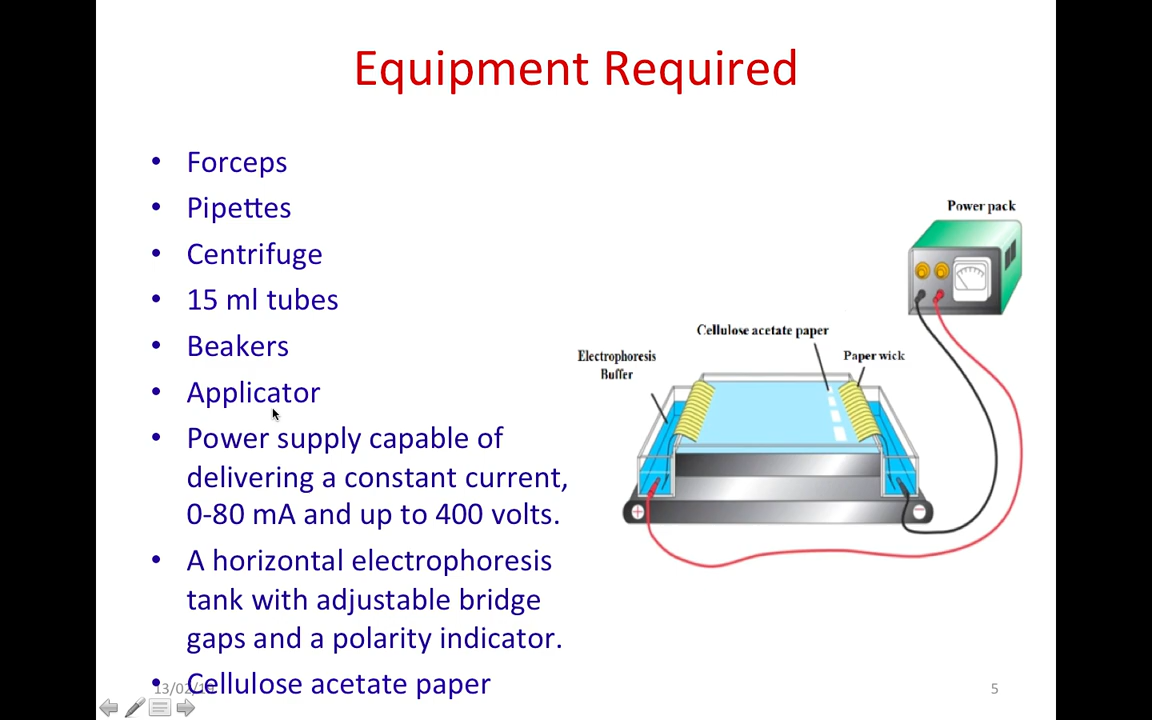 Equipment Required
• Forceps
• Pipettes
• Centrifuge
• 15 ml tubes
• Beakers
• Applicator
• Power supply capable of
delivering a constant current,
0-80 mA and up to 400 volts.
• A horizontal electrophoresis
tank with adjustable bridge
gaps and a polarity indicator.
• Cellulose acetate paper
Power pack
Cellulose acetate paper
Paper wick
Electrophoresis
Buffer
+
−
5